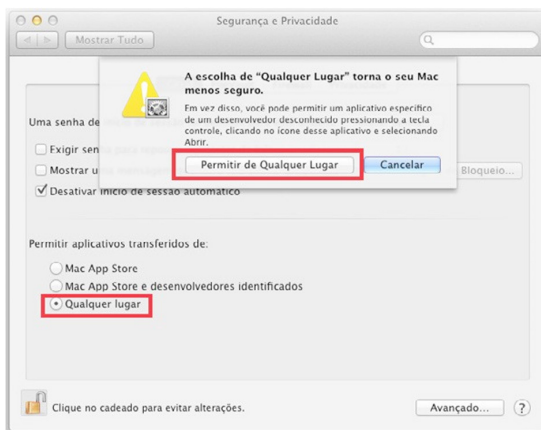 Segurança e Privacidade
Mostrar Tudo
A escolha de “Qualquer Lugar” torna o seu Mac
menos seguro.
Em vez disso, você pode permitir um aplicativo específico
de um desenvolvedor desconhecido pressionando a tecla
controle, clicando no ícone desse aplicativo e selecionando
Abrir.
Permitir de Qualquer Lugar
Cancelar
Uma senha de
Exigir sen
Mostrar u
Bloqueio...
Desativar início de sessão automático
Permitir aplicativos transferidos de:
Mac App Store
Mac App Store e desenvolvedores identificados
Qualquer lugar
Clique no cadeado para evitar alterações.
Avançado...
?